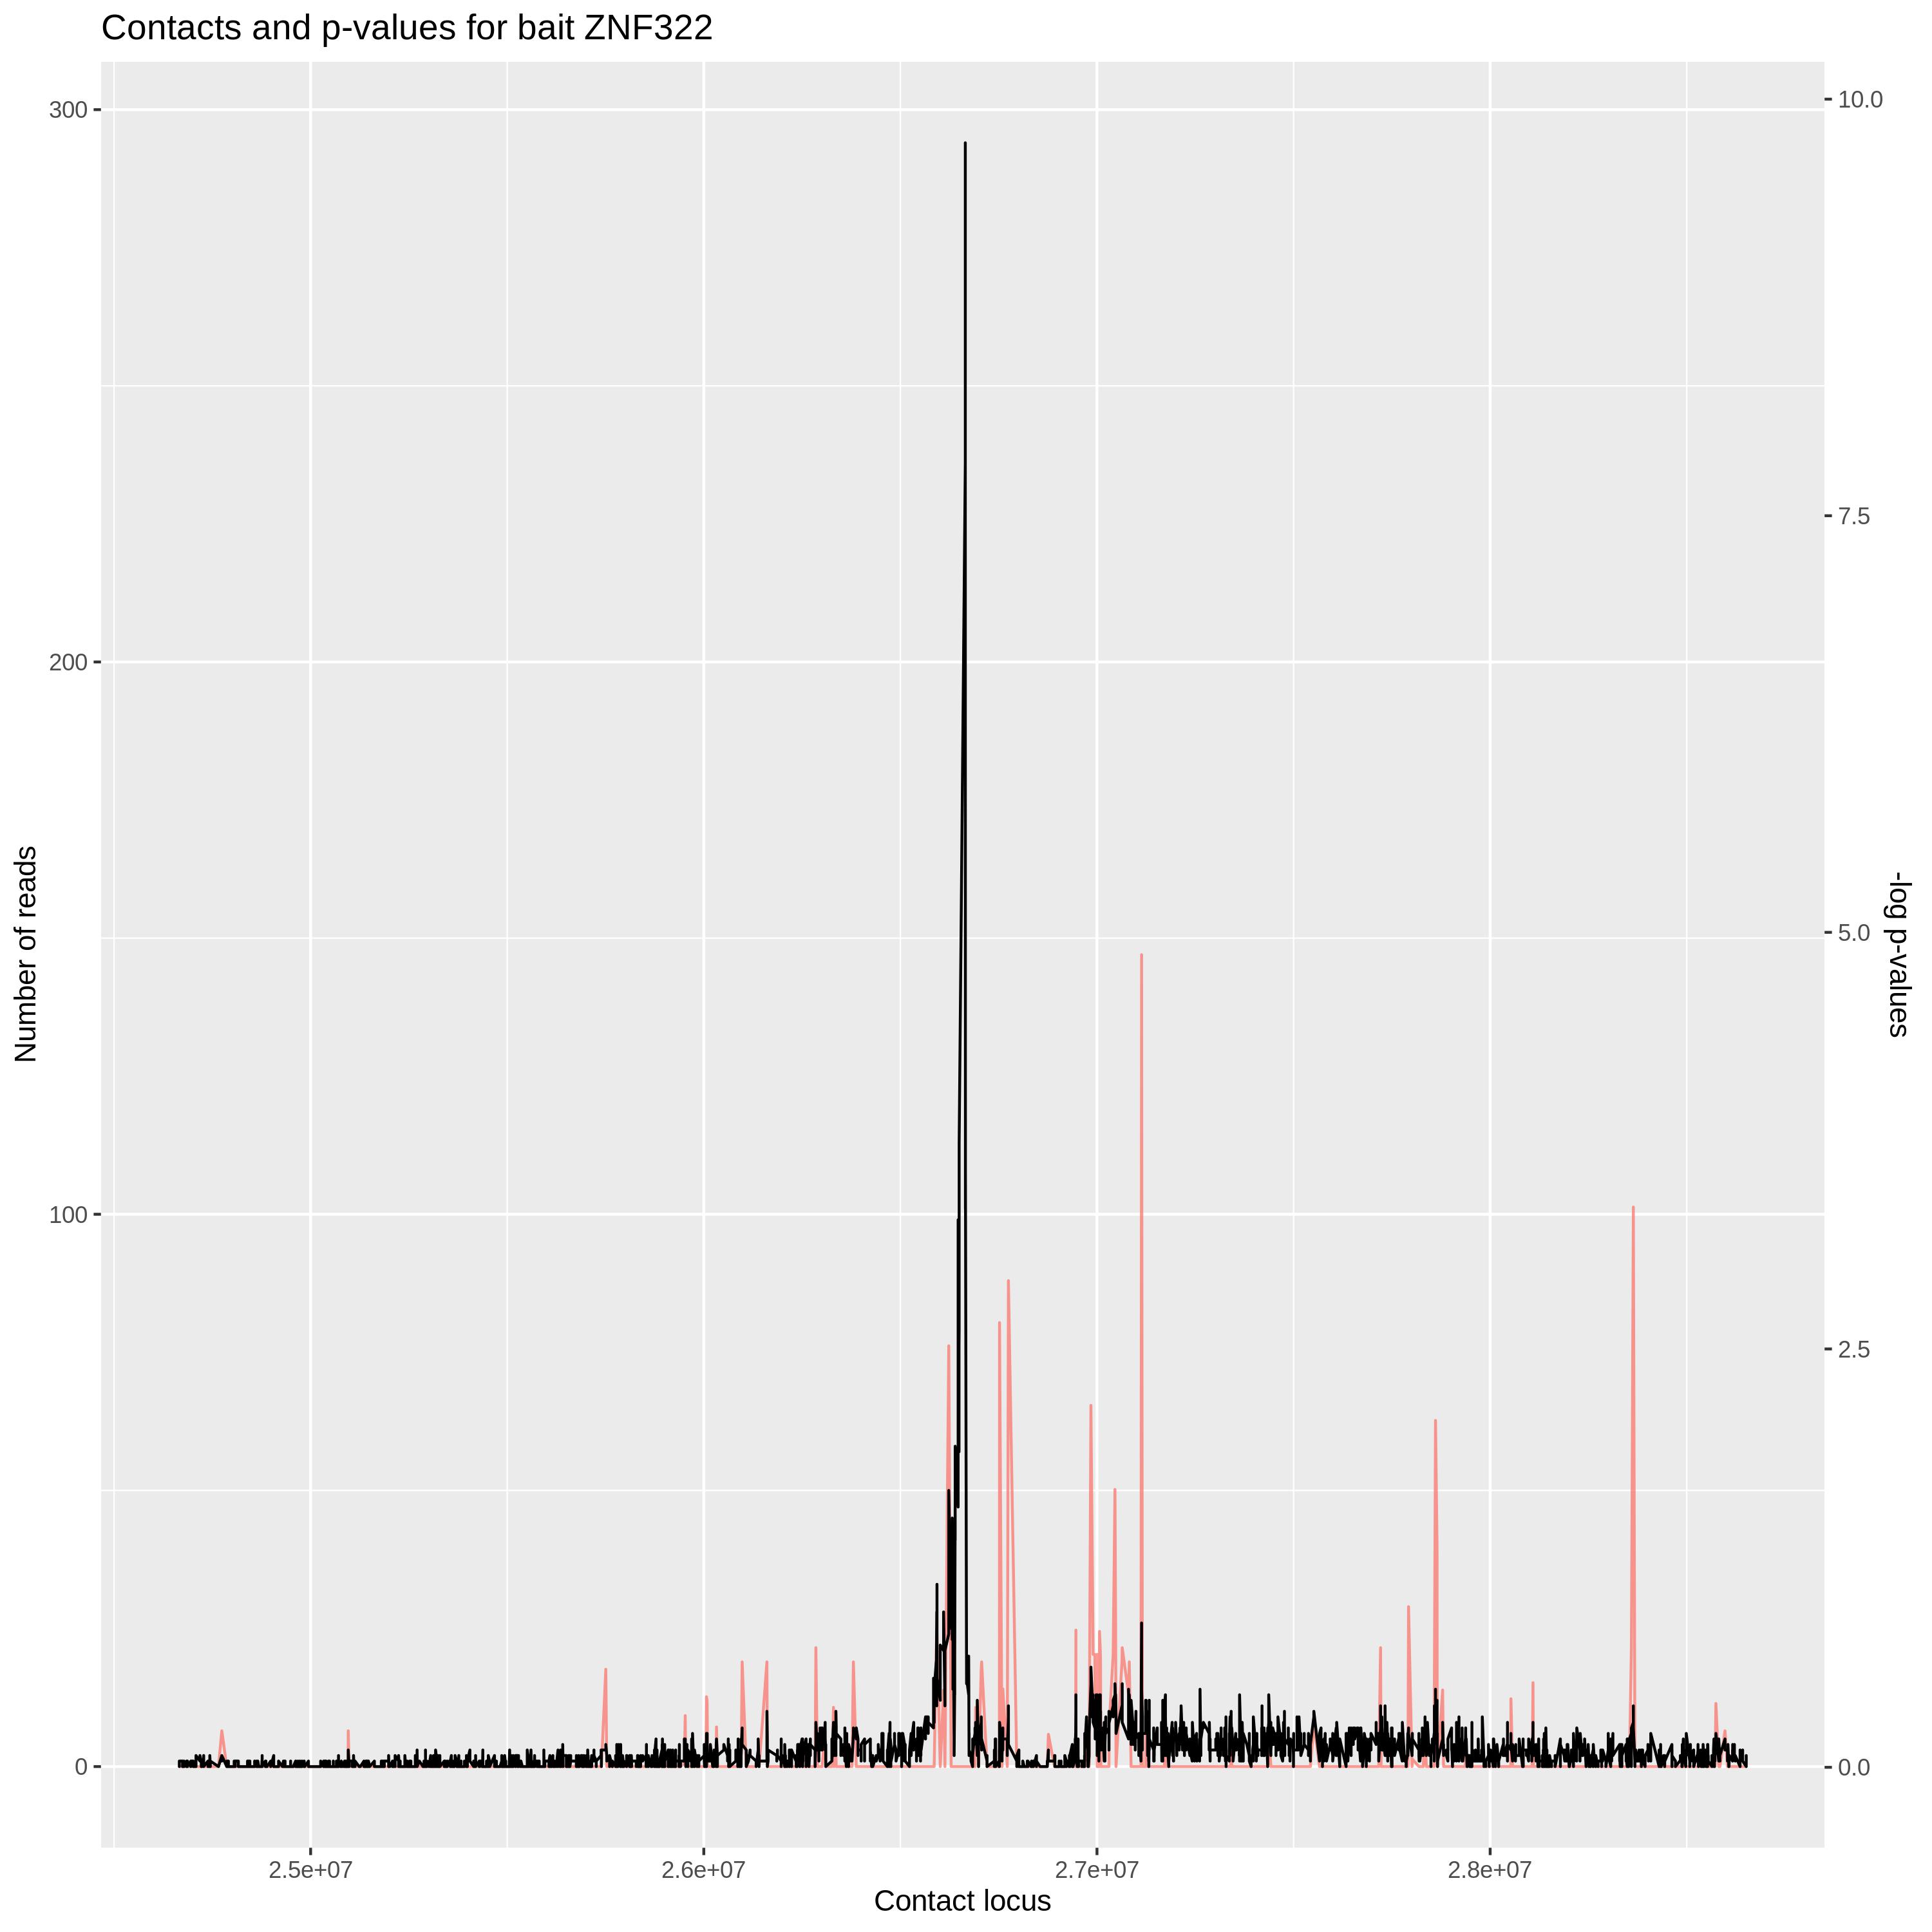 Contacts and p-values for bait ZNF322
300
200
100
0
Number of reads
10.0
7.5
5.0
2.5
0.0
-log p-values
2.5e+07
2.6e+07
2.7e+07
2.8e+07
Contact locus